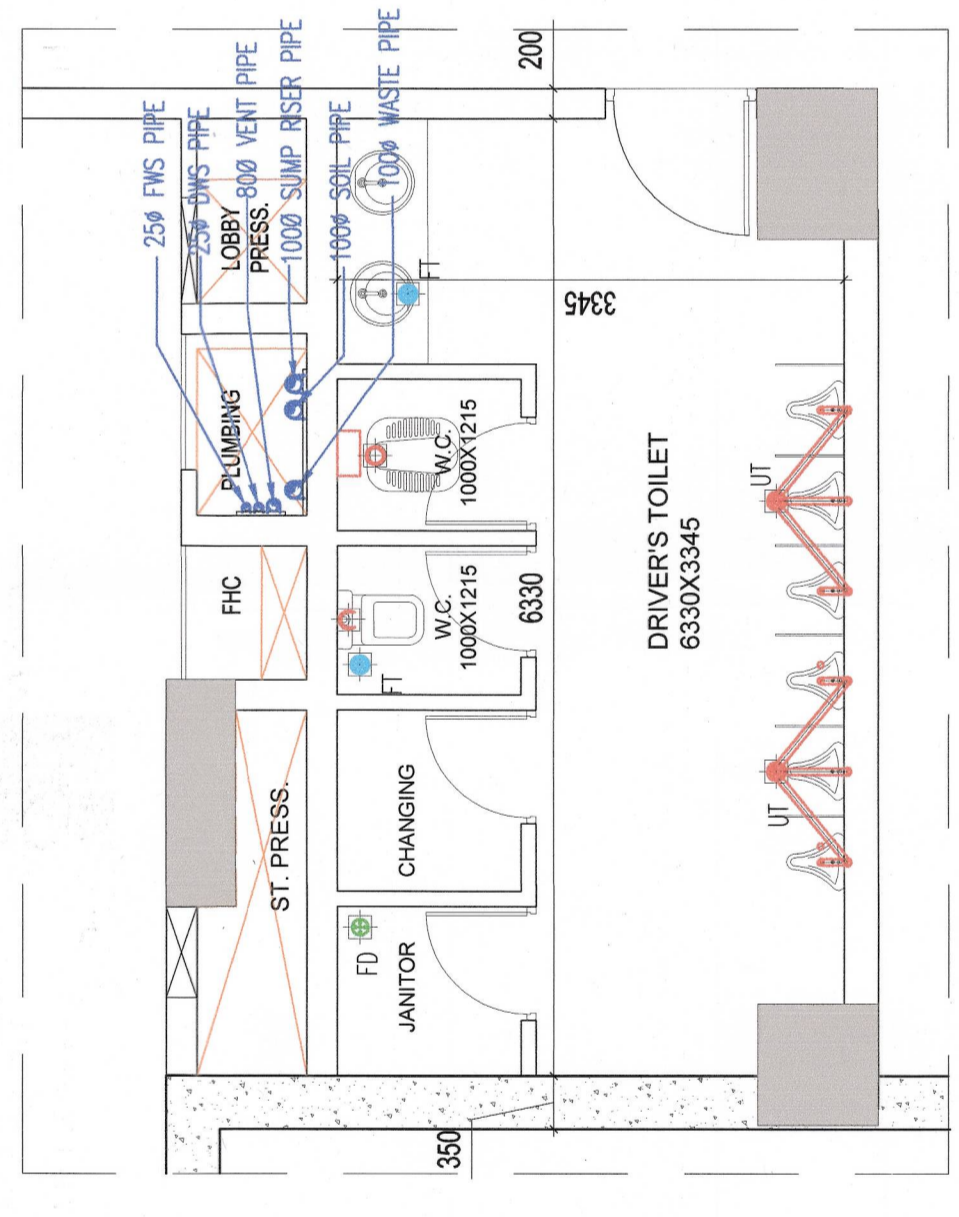 25Ø FWS PIPE
25Ø DWS PIPE
80Ø VENT PIPE
100Ø SUMP RISER PIPE
100Ø SOIL PIPE
100Ø WASTE PIPE
200
LOBBY
PRESS.
PLUMBING
FHC
ST. PRESS.
FT
3345
W.C.
1000X1215
W.C.
1000X1215
FT
6330
CHANGING
FD
JANITOR
DRIVER'S TOILET
6330X3345
UT
UT
350